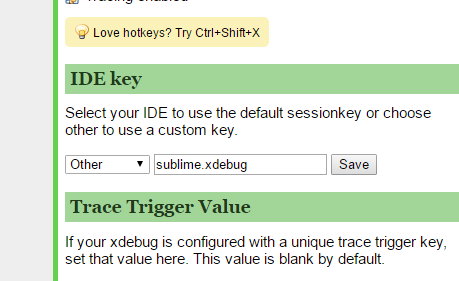 Tracing enabled
Love hotkeys? Try Ctrl+Shift+X
IDE key
Select your IDE to use the default sessionkey or choose
other to use a custom key.
Other sublime.xdebug Save
Trace Trigger Value
If your xdebug is configured with a unique trace trigger key,
set that value here. This value is blank by default.